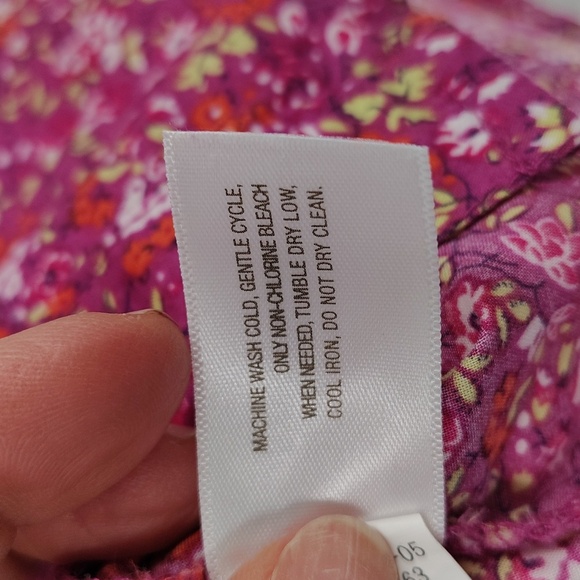 MACHINE WASH COLD, GENTLE CYCLE,
ONLY NON-CHLORINE BLEACH
WHEN NEEDED, TUMBLE DRY LOW,
COOL IRON, DO NOT DRY CLEAN.
-05